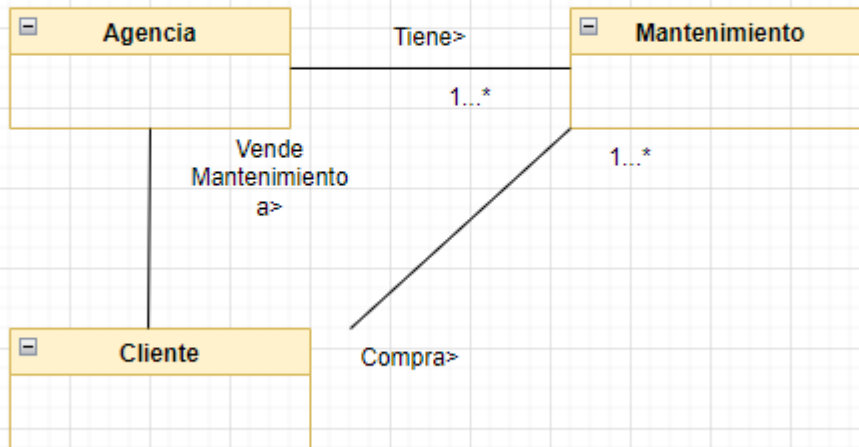 Agencia
Tiene>
Mantenimiento
1...*
Vende
Mantenimiento
a>
1...*
Cliente
Compra>